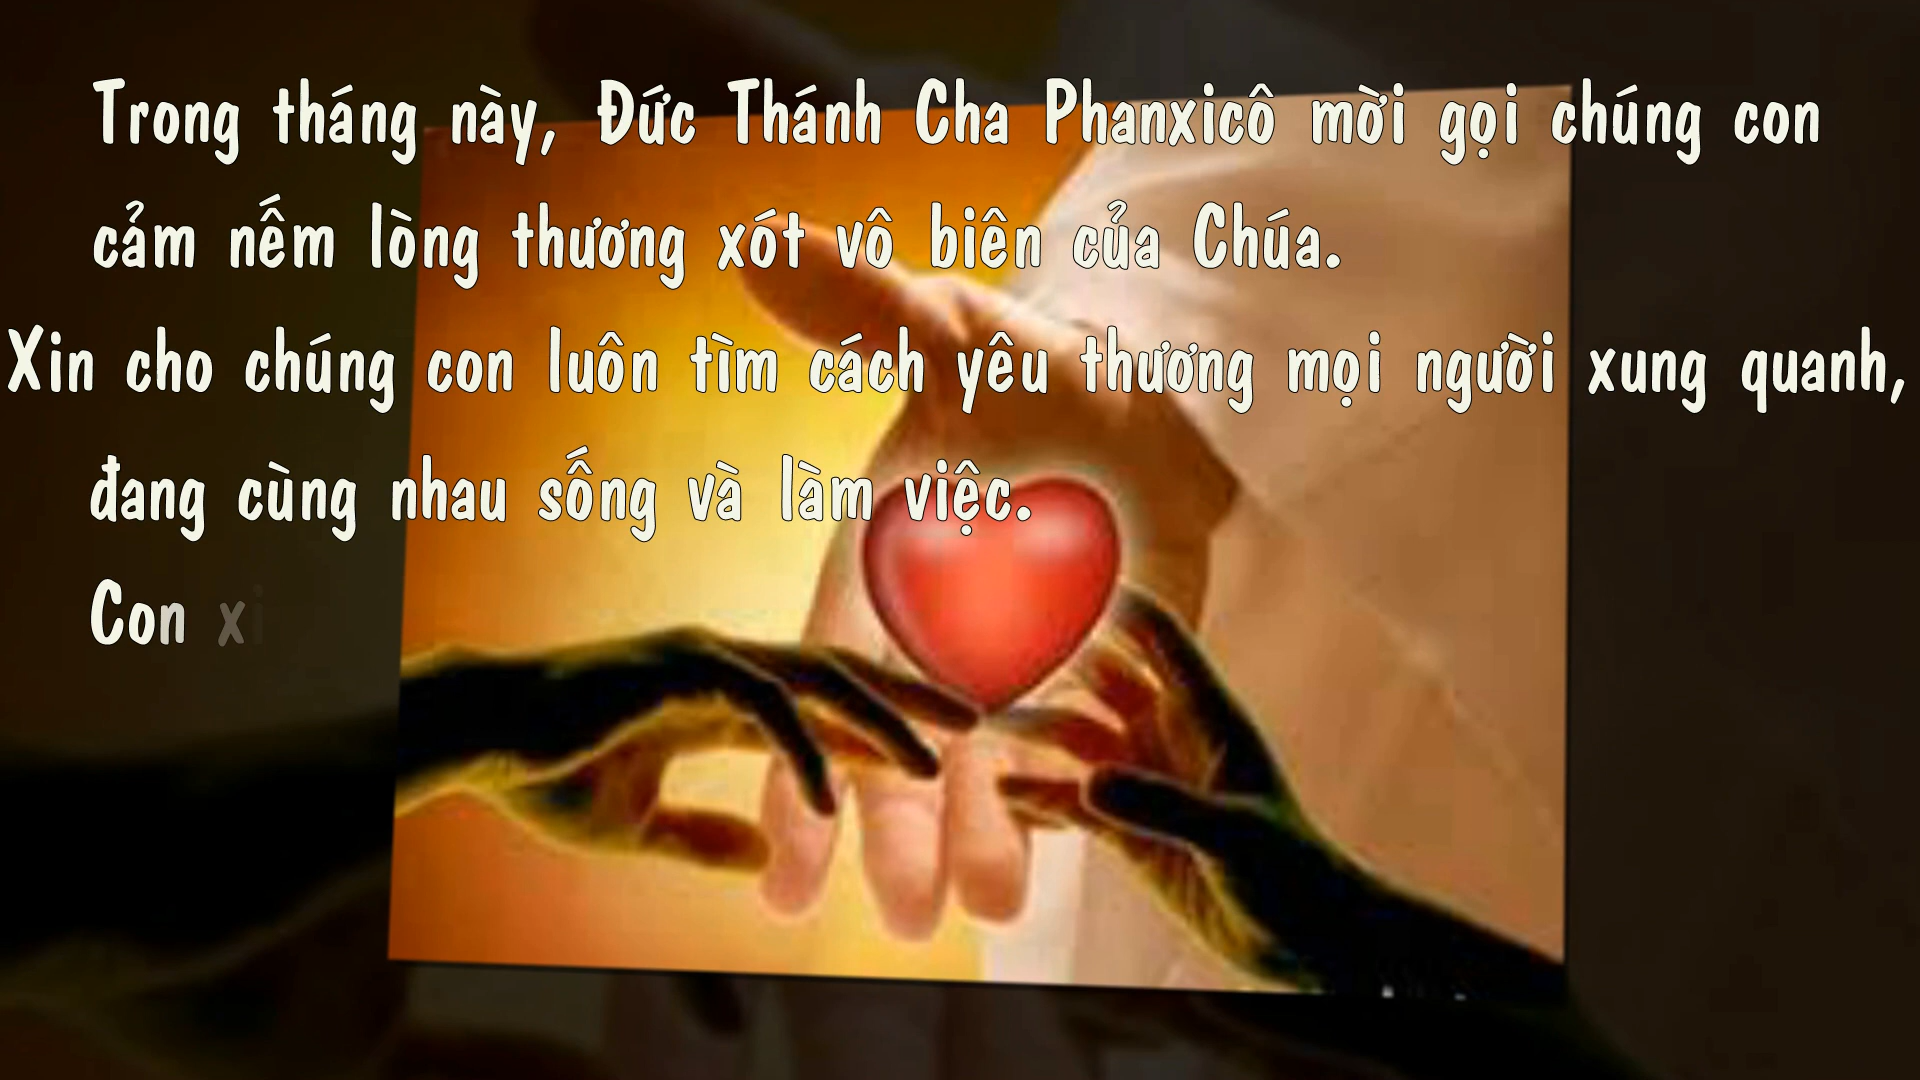 Trong tháng này, Đức Thánh Cha Phanxicô mời gọi chúng con
cảm nếm lòng thương xót vô biên của Chúa.
Xin cho chúng con luôn tìm cách yêu thương mọi người xung quanh,
đang cùng nhau sống và làm việc.
Con xi